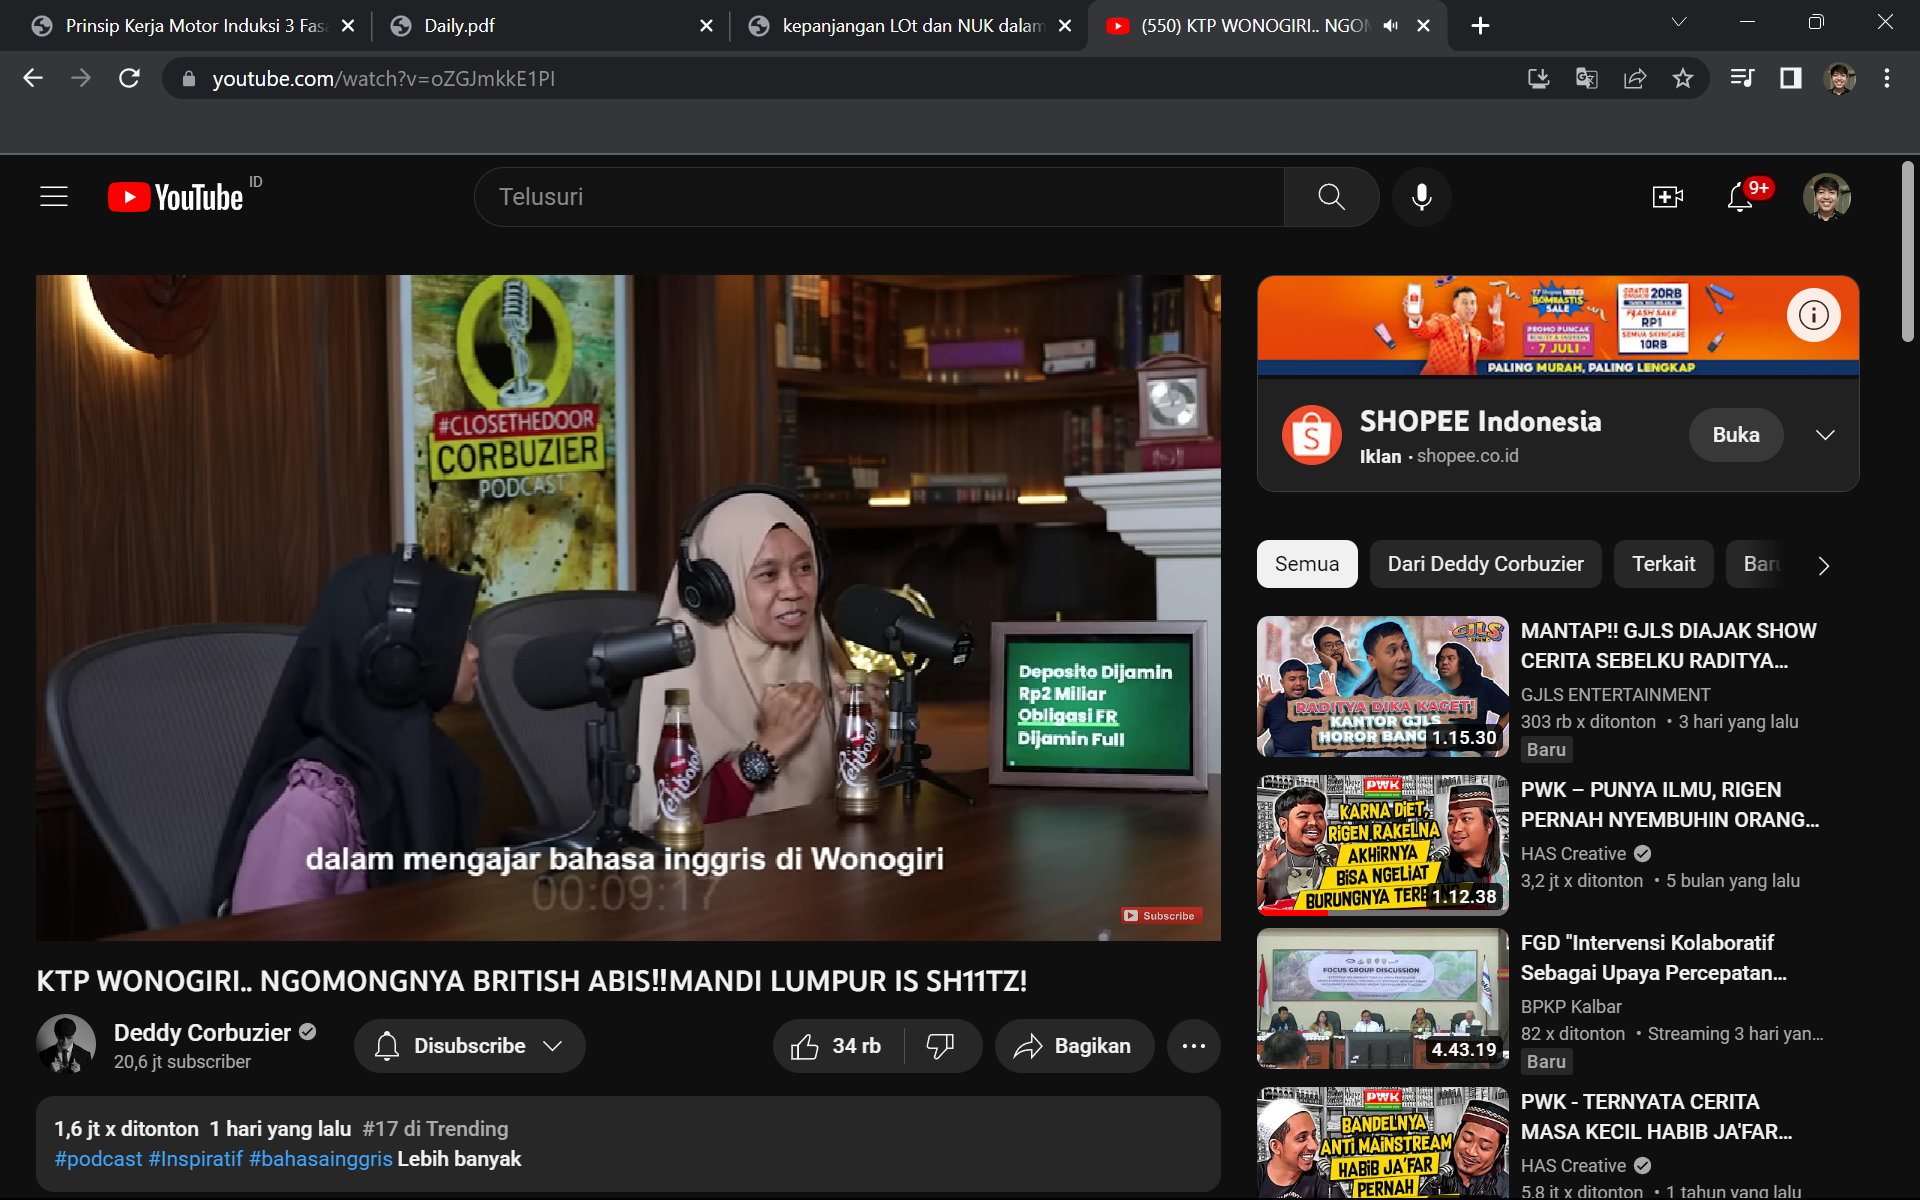 Prinsip Kerja Motor Induksi 3 Fas
Daily.pdf
kepanjangan LOt dan NUK dalam
(550) KTP WONOGIRI.. NGOM
youtube.com/watch?v=oZGJmkkE1PI
YouTube ID
Telusuri
9+
#CLOSETHEDOOR
CORBUZIER
PODCAST
Deposito Dijamin
Rp2 Miliar
Obligasi FR
Dijamin Full
dalam mengajar bahasa inggris di Wonogiri
00:09:17
Subscribe
KTP WONOGIRI.. NGOMONGNYA BRITISH ABIS!!MANDI LUMPUR IS SH11TZ!
Deddy Corbuzier
20,6 jt subscriber
Disubscribe
34 rb
Bagikan
1,6 jt x ditonton 1 hari yang lalu #17 di Trending
#podcast #Inspiratif #bahasainggris Lebih banyak
BOMBASTIS
SALE
PROMO PUNCAK
7 JULI
20RB
FLASH SALE
RP1
SEMUA SKINCARE
10RB
PALING MURAH, PALING LENGKAP
SHOPEE Indonesia
Iklan · shopee.co.id
Buka
Semua
Dari Deddy Corbuzier
Terkait
Baru
GJLS
RADITYA DIKA KAGET!
KANTOR GJLS
HOROR BANG
1.15.30
MANTAP!! GJLS DIAJAK SHOW
CERITA SEBELKU RADITYA...
GJLS ENTERTAINMENT
303 rb x ditonton • 3 hari yang lalu
Baru
PWK
KARNA DIET,
RIGEN RAKELNA
AKHIRNYA
BISA NGELIAT
BURUNGNYA TERB
1.12.38
PWK – PUNYA ILMU, RIGEN
PERNAH NYEMBUHIN ORANG...
HAS Creative
3,2 jt x ditonton • 5 bulan yang lalu
FOCUS GROUP DISCUSSION
4.43.19
FGD "Intervensi Kolaboratif
Sebagai Upaya Percepatan...
BPKP Kalbar
82 x ditonton • Streaming 3 hari yan...
Baru
PWK
BANDELNYA
ANTI MAINSTREAM
HABIB JA'FAR
PERNAH
PWK - TERNYATA CERITA
MASA KECIL HABIB JA'FAR...
HAS Creative
5,8 jt x ditonton • 1 tahun yang lalu